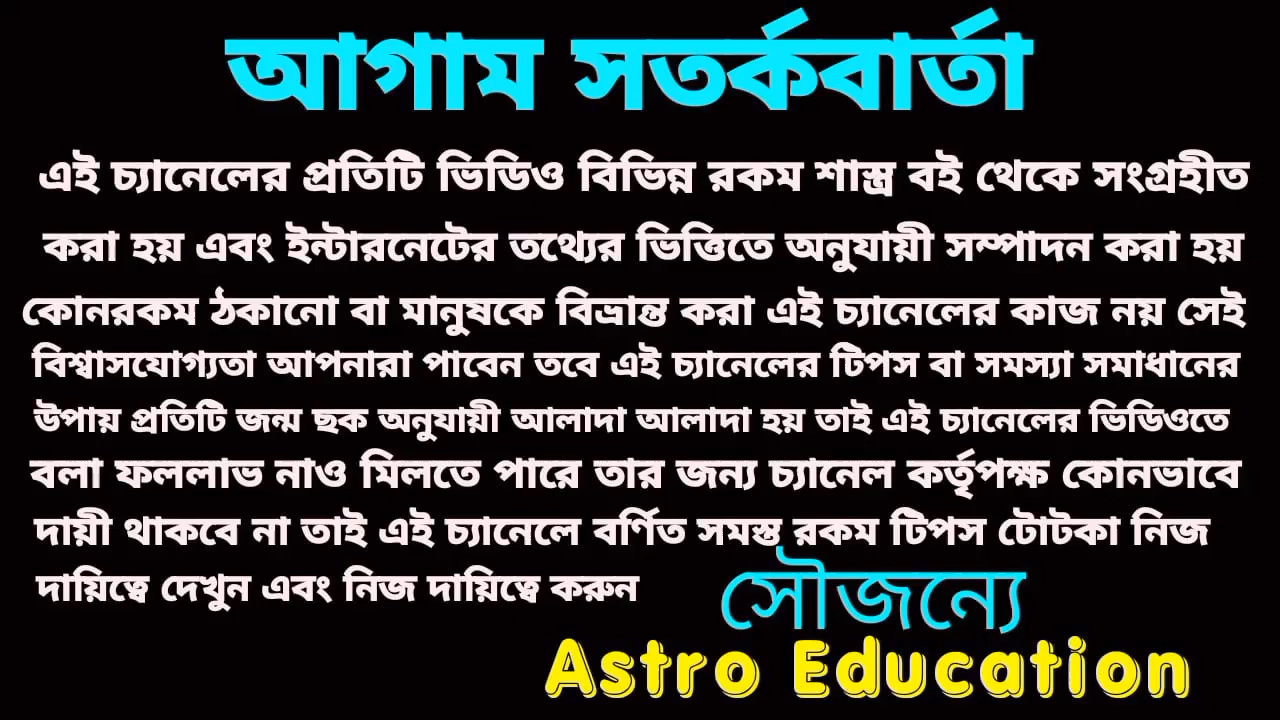 আগাম সতর্কবার্তা
এই চ্যানেলের প্রতিটি ভিডিও বিভিন্ন রকম শাস্ত্র বই থেকে সংগ্রহীত
করা হয় এবং ইন্টারনেটের তথ্যের ভিত্তিতে অনুযায়ী সম্পাদন করা হয়
কোনরকম ঠকানো বা মানুষকে বিভ্রান্ত করা এই চ্যানেলের কাজ নয় সেই
বিশ্বাসযোগ্যতা আপনারা পাবেন তবে এই চ্যানেলের টিপস বা সমস্যা সমাধানের
উপায় প্রতিটি জন্ম ছক অনুযায়ী আলাদা আলাদা হয় তাই এই চ্যানেলের ভিডিওতে
বলা ফললাভ নাও মিলতে পারে তার জন্য চ্যানেল কর্তৃপক্ষ কোনভাবে
দায়ী থাকবে না তাই এই চ্যানেলে বর্ণিত সমস্ত রকম টিপস টোটকা নিজ
দায়িত্বে দেখুন এবং নিজ দায়িত্বে করুন
সৌজন্যে
Astro Education